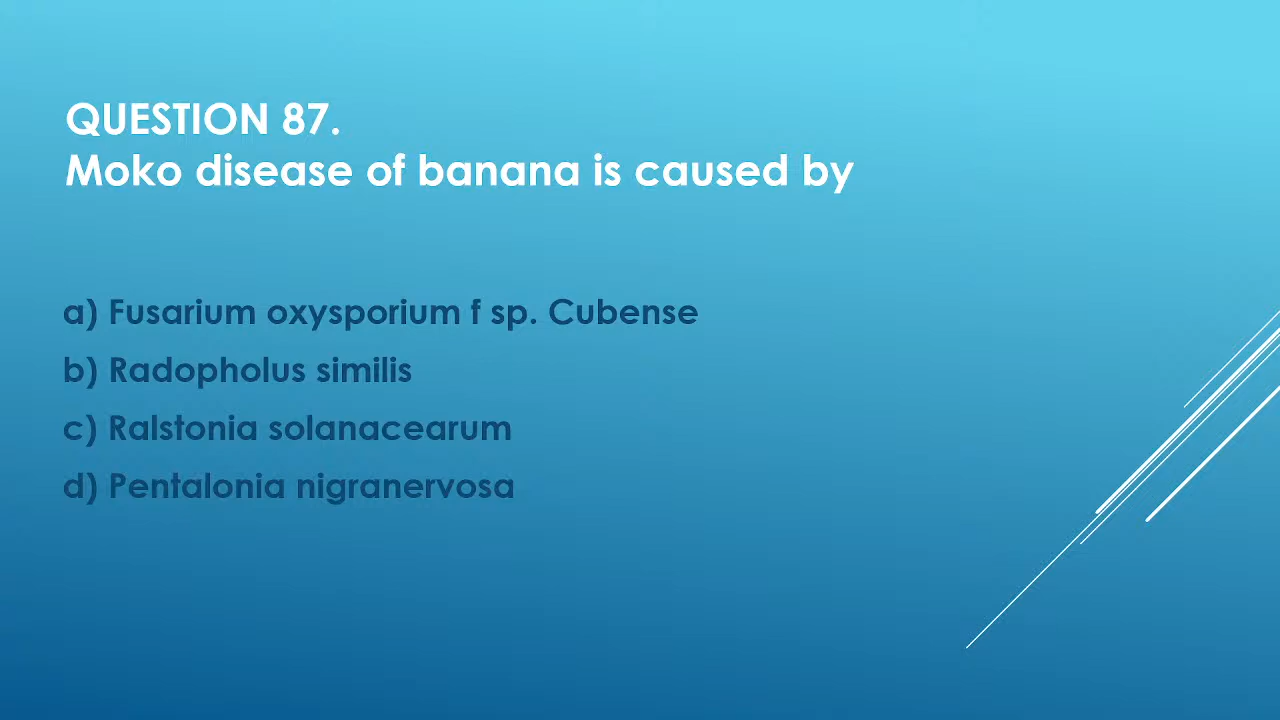 QUESTION 87.
Moko disease of banana is caused by
a) Fusarium oxysporium f sp. Cubense
b) Radopholus similis
c) Ralstonia solanacearum
d) Pentalonia nigranervosa